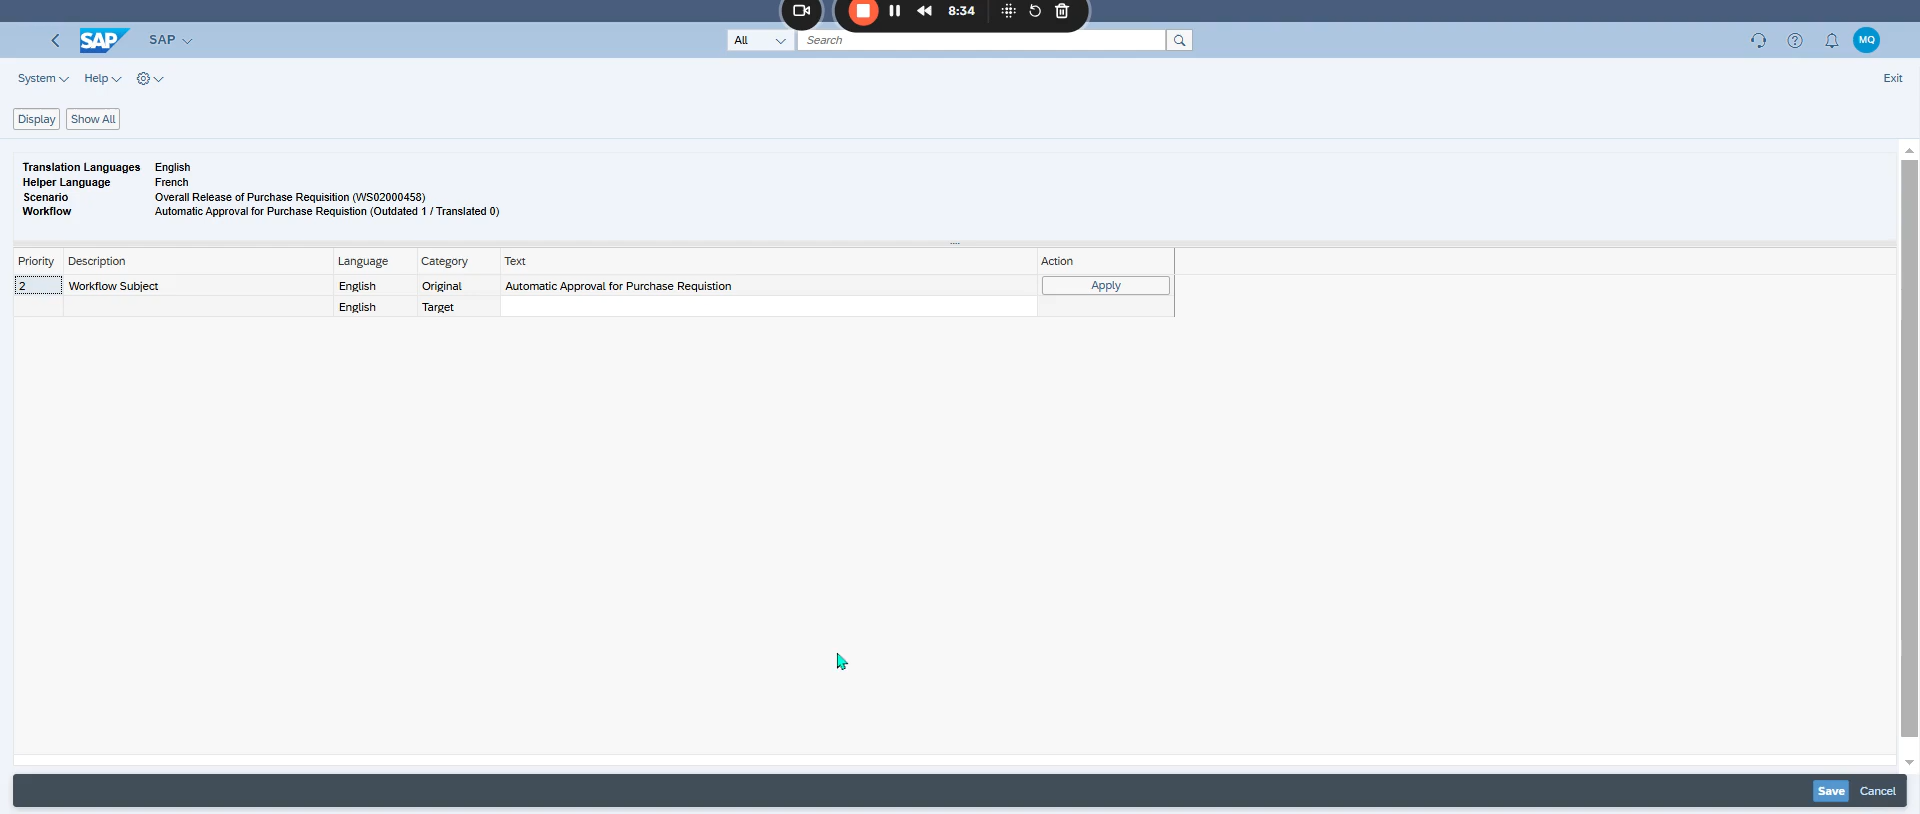 8:34
SAP SAP All Search MQ
System Help Exit
Display Show All
Translation Languages English
Helper Language French
Scenario Overall Release of Purchase Requisition (WS02000458)
Workflow Automatic Approval for Purchase Requistion (Outdated 1 / Translated 0)
Priority Description Language Category Text Action
2 Workflow Subject English Original Automatic Approval for Purchase Requistion Apply
English Target
Save Cancel